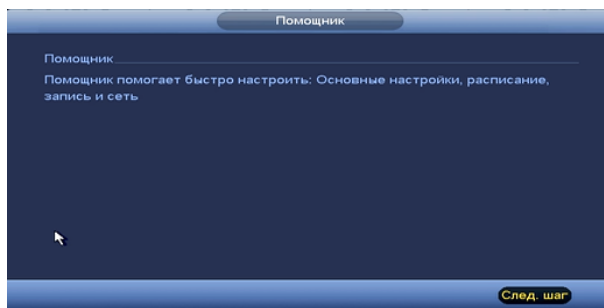 Помощник
Помощник
Помощник помогает быстро настроить: Основные настройки, расписание,
запись и сеть
След. шаг